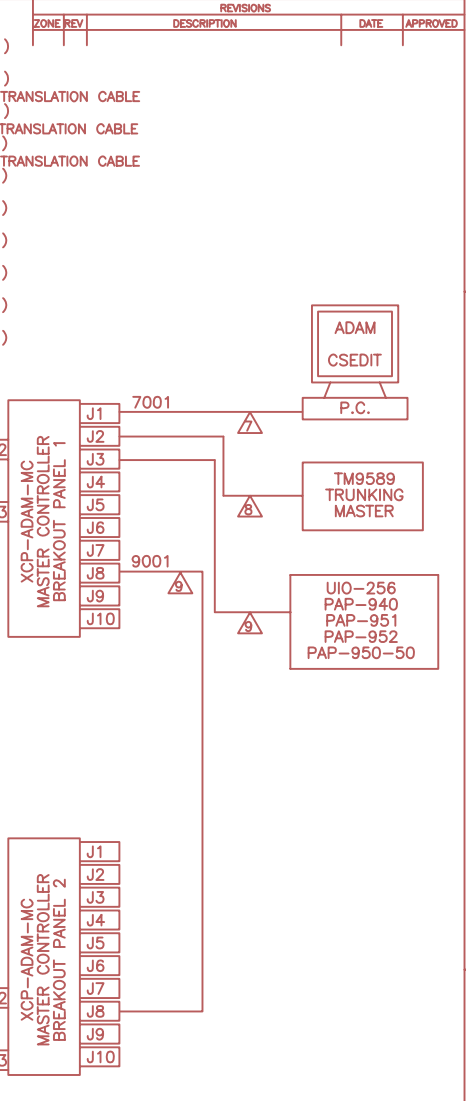 REVISIONS
ZONE REV DESCRIPTION DATE APPROVED
)
)
TRANSLATION CABLE
)
TRANSLATION CABLE
)
TRANSLATION CABLE
)
)
)
)
)
)
ADAM
CSEDIT
P.C.
7001
7
TM9589
TRUNKING
MASTER
8
UIO-256
PAP-940
PAP-951
PAP-952
PAP-950-50
9
9001
9
XCP-ADAM-MC
MASTER CONTROLLER
BREAKOUT PANEL 1
2
3
J1
J2
J3
J4
J5
J6
J7
J8
J9
J10
XCP-ADAM-MC
MASTER CONTROLLER
BREAKOUT PANEL 2
2
3
J1
J2
J3
J4
J5
J6
J7
J8
J9
J10